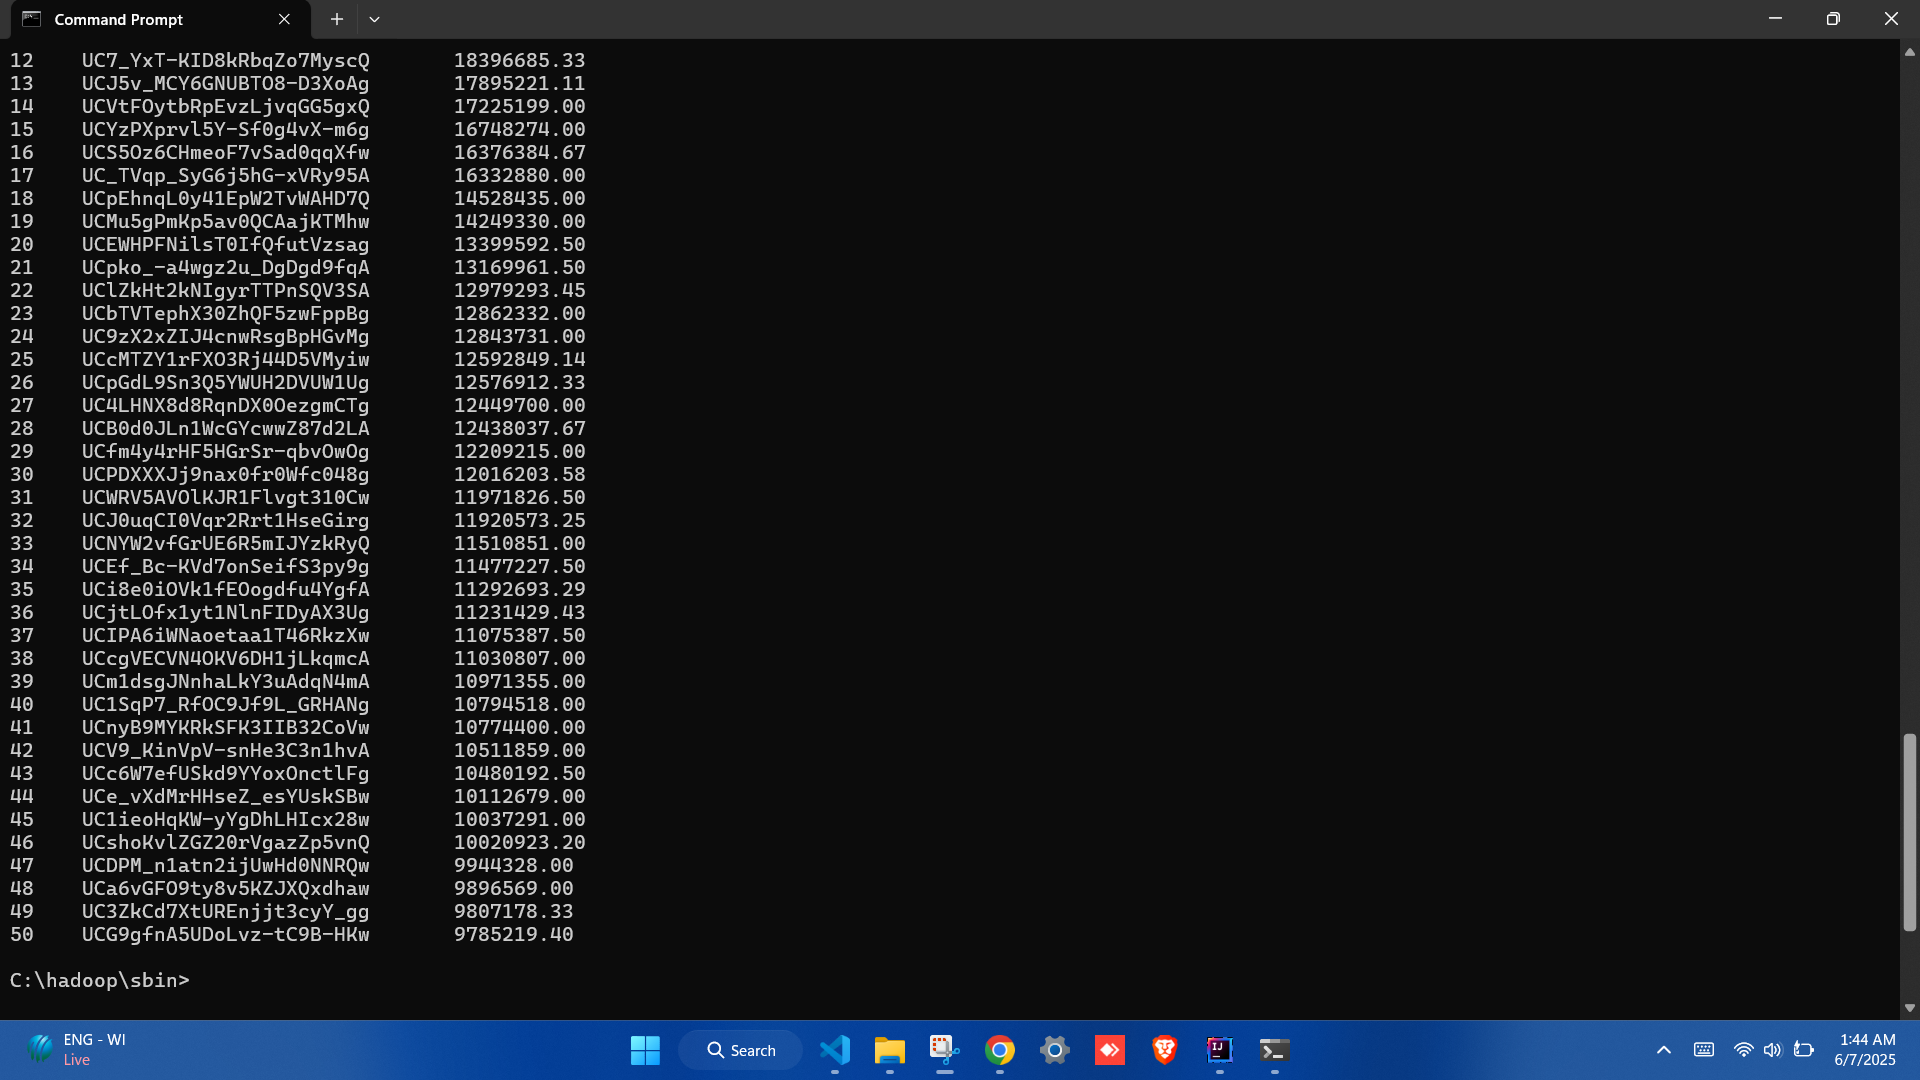 Command Prompt
12 UC7_YxT-KID8kRbqZo7MyscQ 18396685.33
13 UCJ5v_MCY6GNUBTO8-D3XoAg 17895221.11
14 UCVtFOytbRpEvzLjvqGG5gxQ 17225199.00
15 UCYzPXprvl5Y-Sf0g4vX-m6g 16748274.00
16 UCS5Oz6CHmeoF7vSad0qqXfw 16376384.67
17 UC_TVqp_SyG6j5hG-xVRy95A 16332880.00
18 UCpEhnqL0y41EpW2TvWAHD7Q 14528435.00
19 UCMu5gPmKp5av0QCAajKTMhw 14249330.00
20 UCEWHPFNilsT0IfQfutVzsag 13399592.50
21 UCpko_-a4wgz2u_DgDgd9fqA 13169961.50
22 UClZkHt2kNIgyrTTPnSQV3SA 12979293.45
23 UCbTVTephX30ZhQF5zwFppBg 12862332.00
24 UC9zX2xZIJ4cnwRsgBpHGvMg 12843731.00
25 UCcMTZY1rFXO3Rj44D5VMyiw 12592849.14
26 UCpGdL9Sn3Q5YWUH2DVUW1Ug 12576912.33
27 UC4LHNX8d8RqnDX0OezgmCTg 12449700.00
28 UCB0d0JLn1WcGYcwwZ87d2LA 12438037.67
29 UCfm4y4rHF5HGrSr-qbvOwOg 12209215.00
30 UCPDXXXJj9nax0fr0Wfc048g 12016203.58
31 UCWRV5AVOlKJR1Flvgt310Cw 11971826.50
32 UCJ0uqCI0Vqr2Rrt1HseGirg 11920573.25
33 UCNYW2vfGrUE6R5mIJYzkRyQ 11510851.00
34 UCEf_Bc-KVd7onSeifS3py9g 11477227.50
35 UCi8e0iOVk1fEOogdfu4YgfA 11292693.29
36 UCjtLOfx1yt1NlnFIDyAX3Ug 11231429.43
37 UCIPA6iWNaoetaa1T46RkzXw 11075387.50
38 UCcgVECVN4OKV6DH1jLkqmcA 11030807.00
39 UCm1dsgJNnhaLkY3uAdqN4mA 10971355.00
40 UC1SqP7_RfOC9Jf9L_GRHANg 10794518.00
41 UCnyB9MYKRkSFK3IIB32CoVw 10774400.00
42 UCV9_KinVpV-snHe3C3n1hvA 10511859.00
43 UCc6W7efUSkd9YYoxOnctlFg 10480192.50
44 UCe_vXdMrHHseZ_esYUskSBw 10112679.00
45 UC1ieoHqKW-yYgDhLHIcx28w 10037291.00
46 UCshoKvlZGZ20rVgazZp5vnQ 10020923.20
47 UCDPM_n1atn2ijUwHd0NNRQw 9944328.00
48 UCa6vGFO9ty8v5KZJXQxdhaw 9896569.00
49 UC3ZkCd7XtUREnjjt3cyY_gg 9807178.33
50 UCG9gfnA5UDoLvz-tC9B-HKw 9785219.40
C:\hadoop\sbin>
ENG - WI
Live
Search
IJ
1:44 AM
6/7/2025